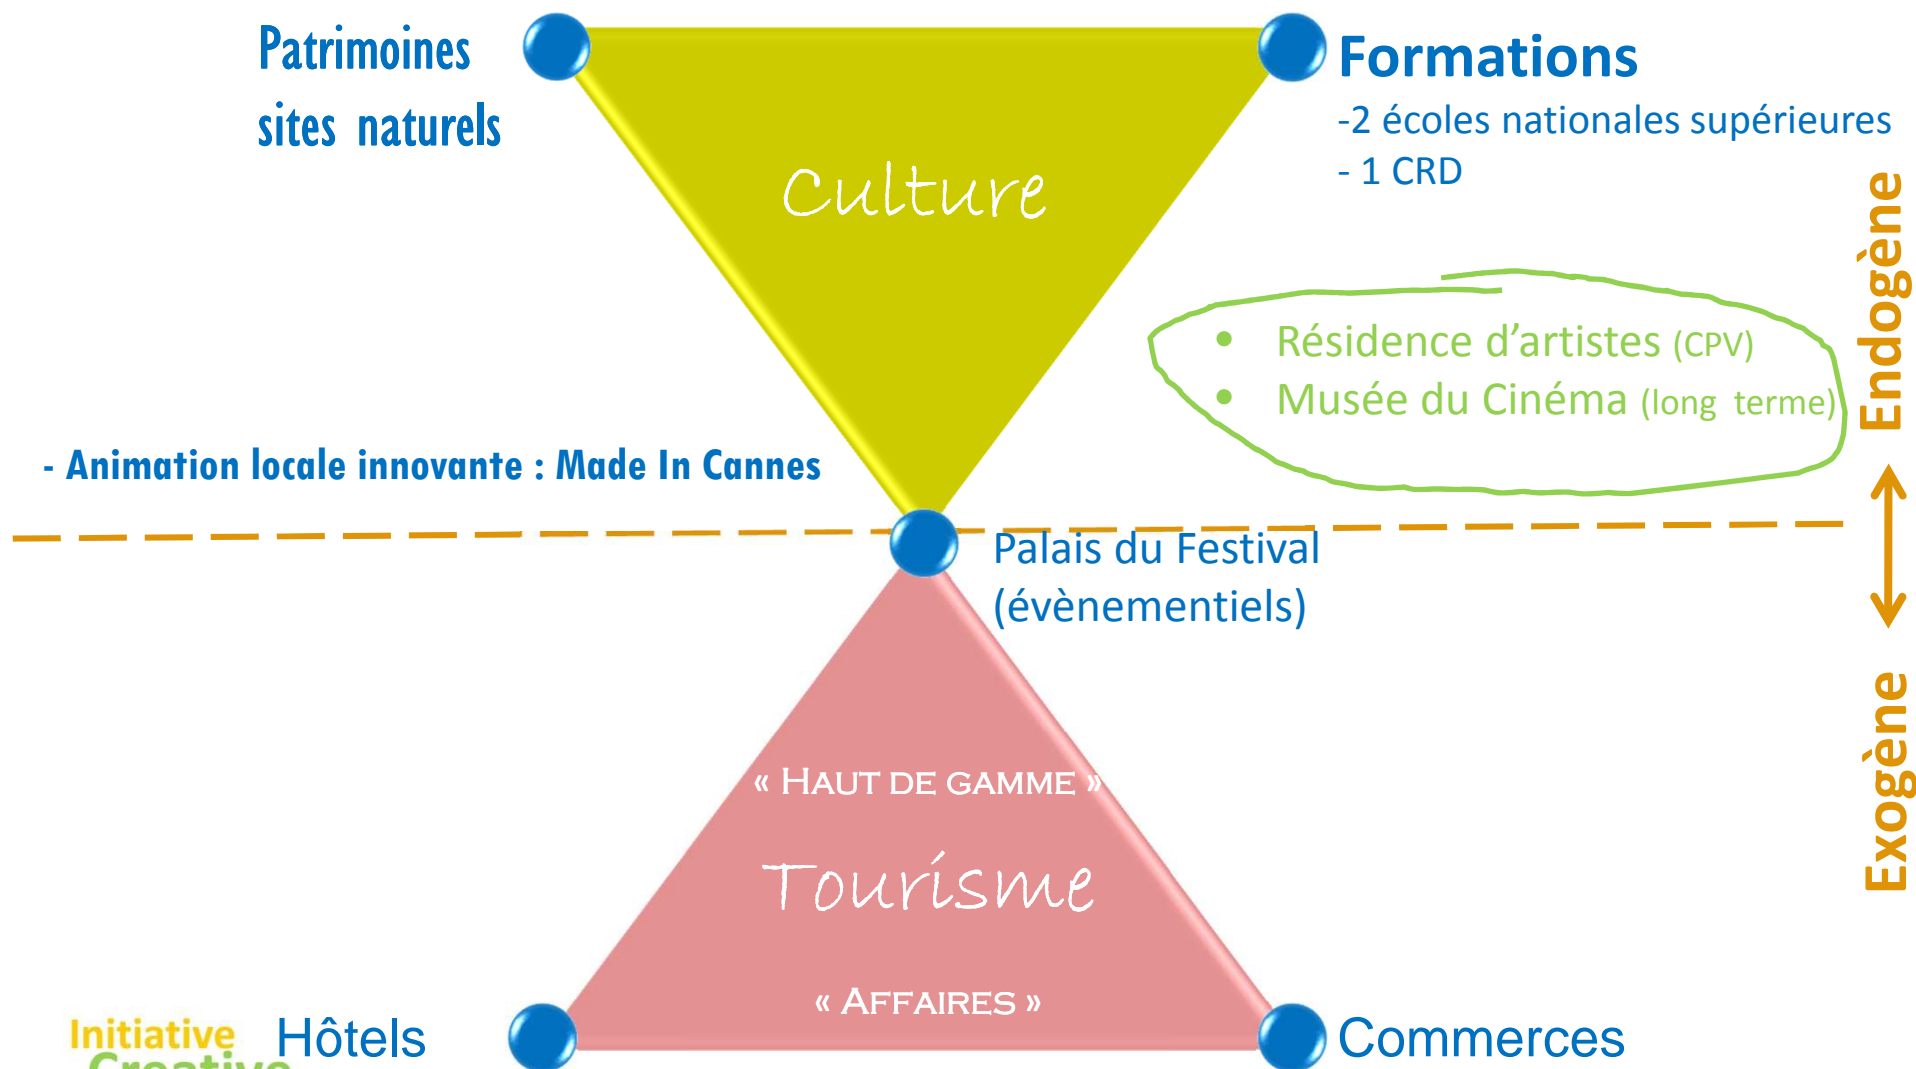 Patrimoines
sites naturels
Formations
-2 écoles nationales supérieures
- 1 CRD
Culture
• Résidence d'artistes (CPV)
• Musée du Cinéma (long terme)
Endogène
- Animation locale innovante : Made In Cannes
Palais du Festival
(évènementiels)
Exogène
« HAUT DE GAMME »
Tourisme
« AFFAIRES »
Initiative
Creative
Hôtels
Commerces